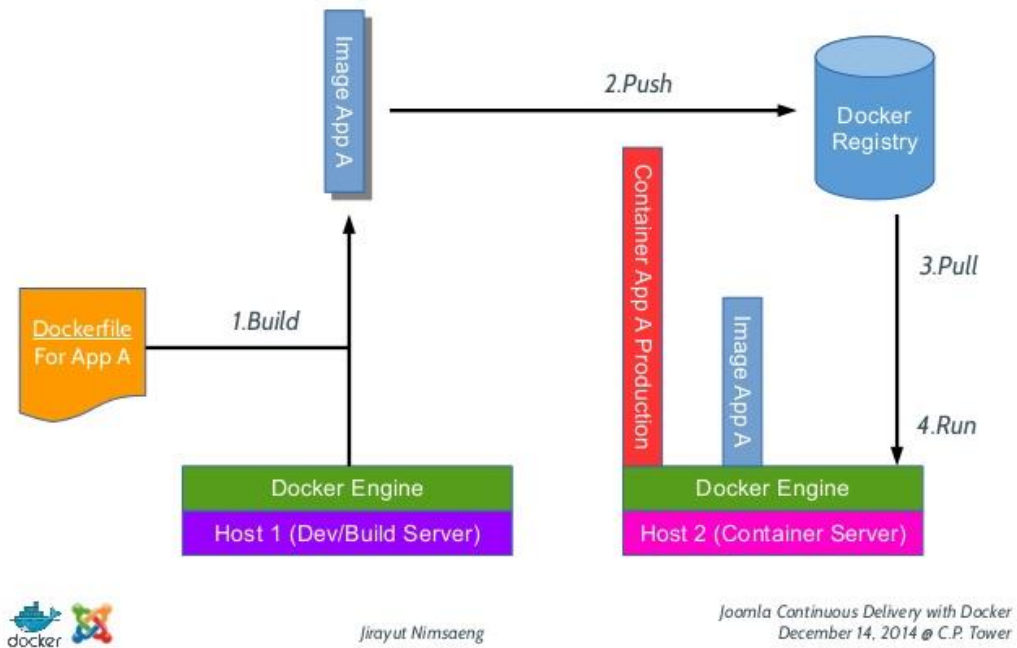 Image App A
2.Push
Docker
Registry
Container App A Production
3.Pull
Dockerfile
For App A
1.Build
Image App A
4.Run
Docker Engine
Host 1 (Dev/Build Server)
Docker Engine
Host 2 (Container Server)
docker
Jirayut Nimsaeng
Joomla Continuous Delivery with Docker
December 14, 2014 @ C.P. Tower